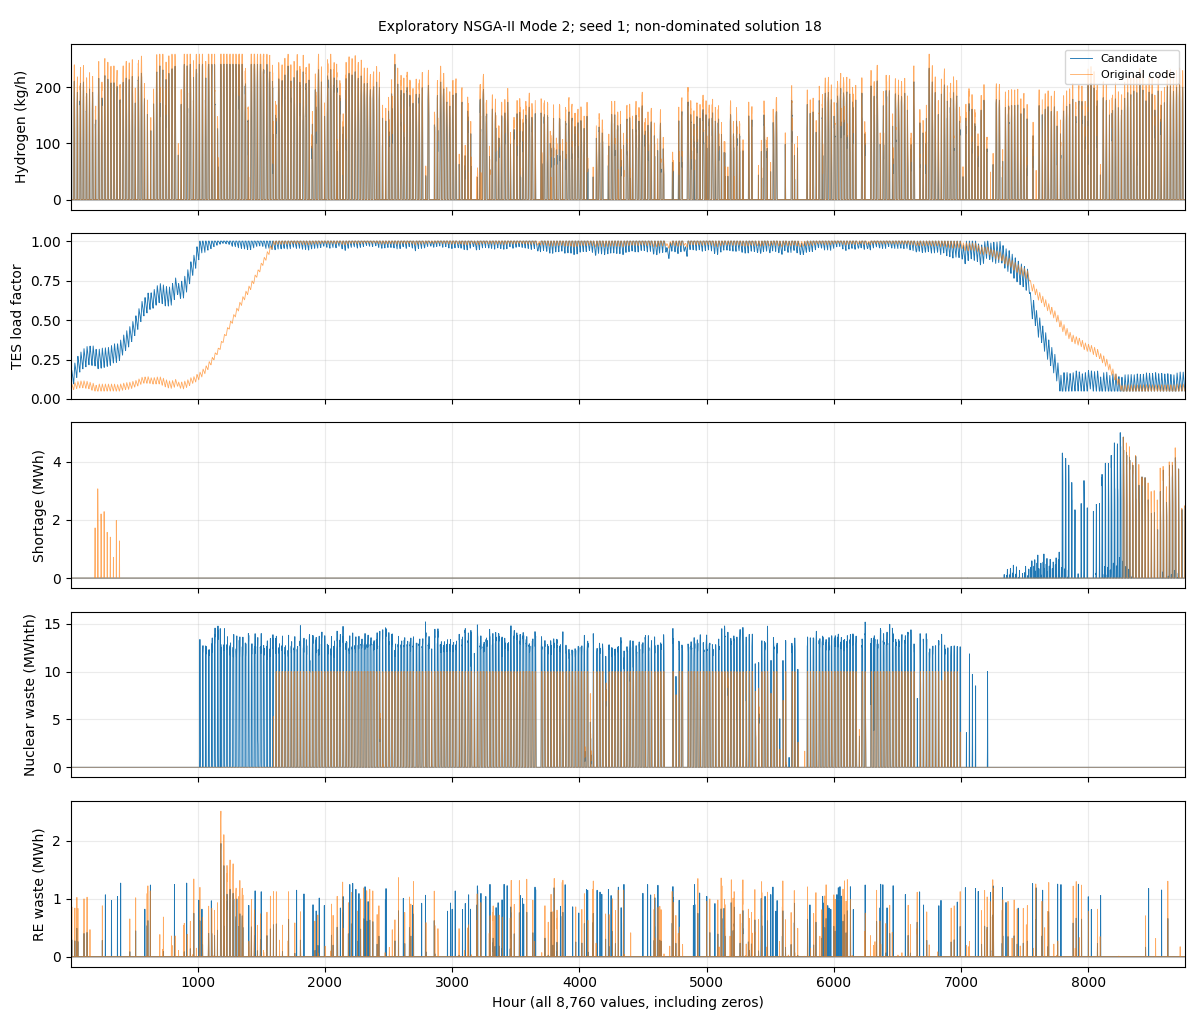 Exploratory NSGA-II Mode 2; seed 1; non-dominated solution 18
Hydrogen (kg/h)
200
100
0
Candidate
Original code
TES load factor
1.00
0.75
0.50
0.25
0.00
Shortage (MWh)
4
2
0
Nuclear waste (MWhth)
15
10
5
0
RE waste (MWh)
2
1
0
1000 2000 3000 4000 5000 6000 7000 8000
Hour (all 8,760 values, including zeros)